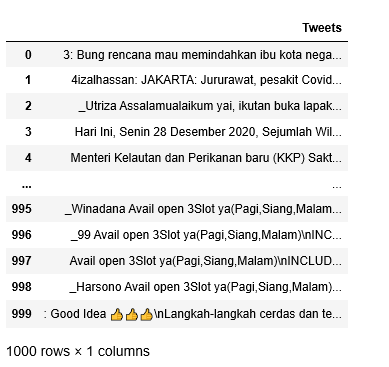 Tweets
0 3: Bung rencana mau memindahkan ibu kota nega...
1 4izalhassan: JAKARTA: Jururawat, pesakit Covid...
2 _Utriza Assalamualaikum yai, ikutan buka lapak...
3 Hari Ini, Senin 28 Desember 2020, Sejumlah Wil...
4 Menteri Kelautan dan Perikanan baru (KKP) Sakt...
... ...
995 _Winadana Avail open 3Slot ya(Pagi,Siang,Malam...
996 _99 Avail open 3Slot ya(Pagi,Siang,Malam)\nINC...
997 Avail open 3Slot ya(Pagi,Siang,Malam)\nINCLUD...
998 _Harsono Avail open 3Slot ya(Pagi,Siang,Malam)...
999 : Good Idea 👍👍👍\nLangkah-langkah cerdas dan te...
1000 rows × 1 columns